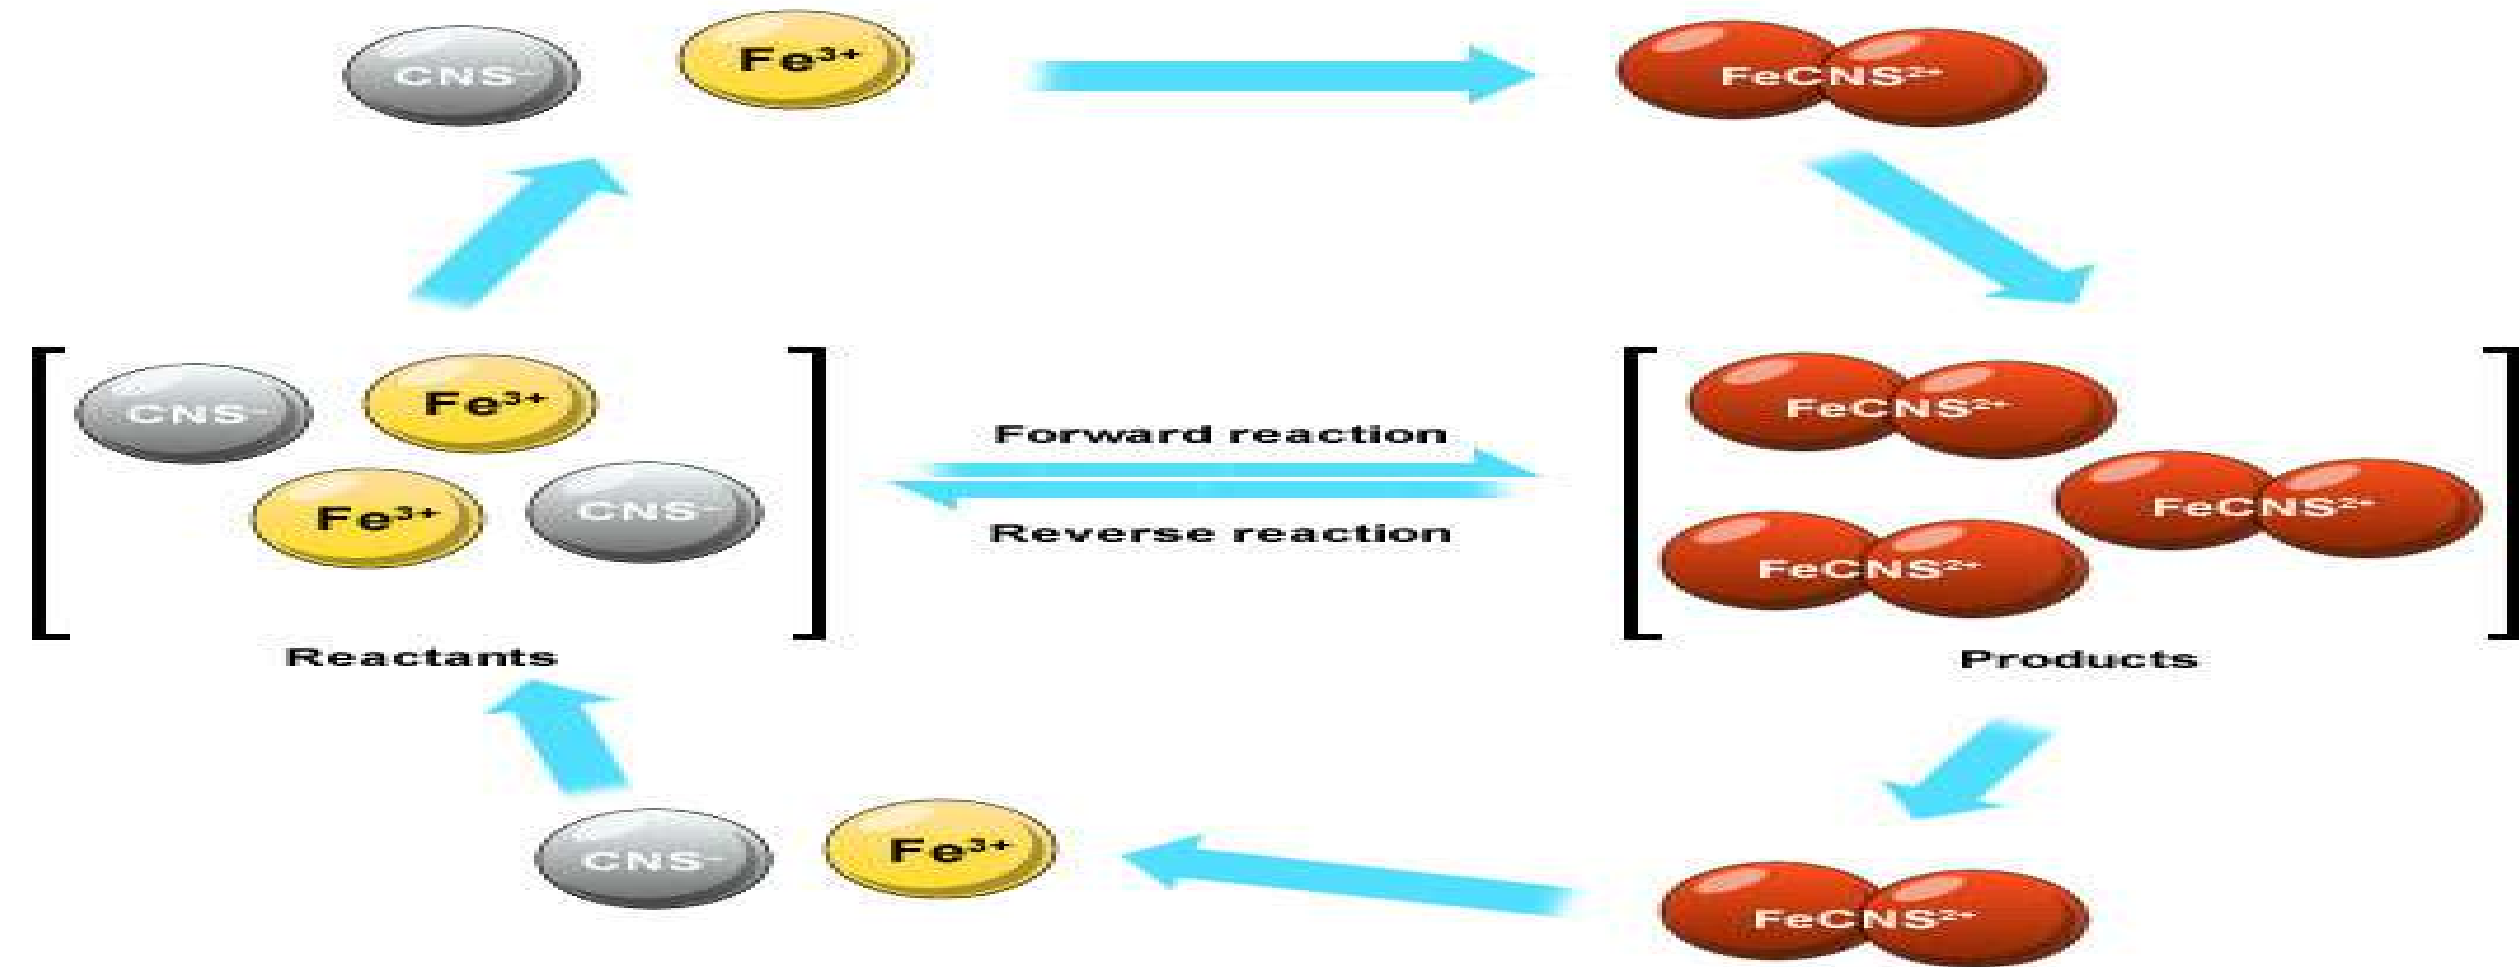 CNS⁻ Fe³⁺ FeCNS²⁺
CNS⁻ Fe³⁺
Fe³⁺ CNS⁻
Forward reaction
Reverse reaction
FeCNS²⁺
FeCNS²⁺
FeCNS²⁺
Reactants
Products
CNS⁻ Fe³⁺
FeCNS²⁺